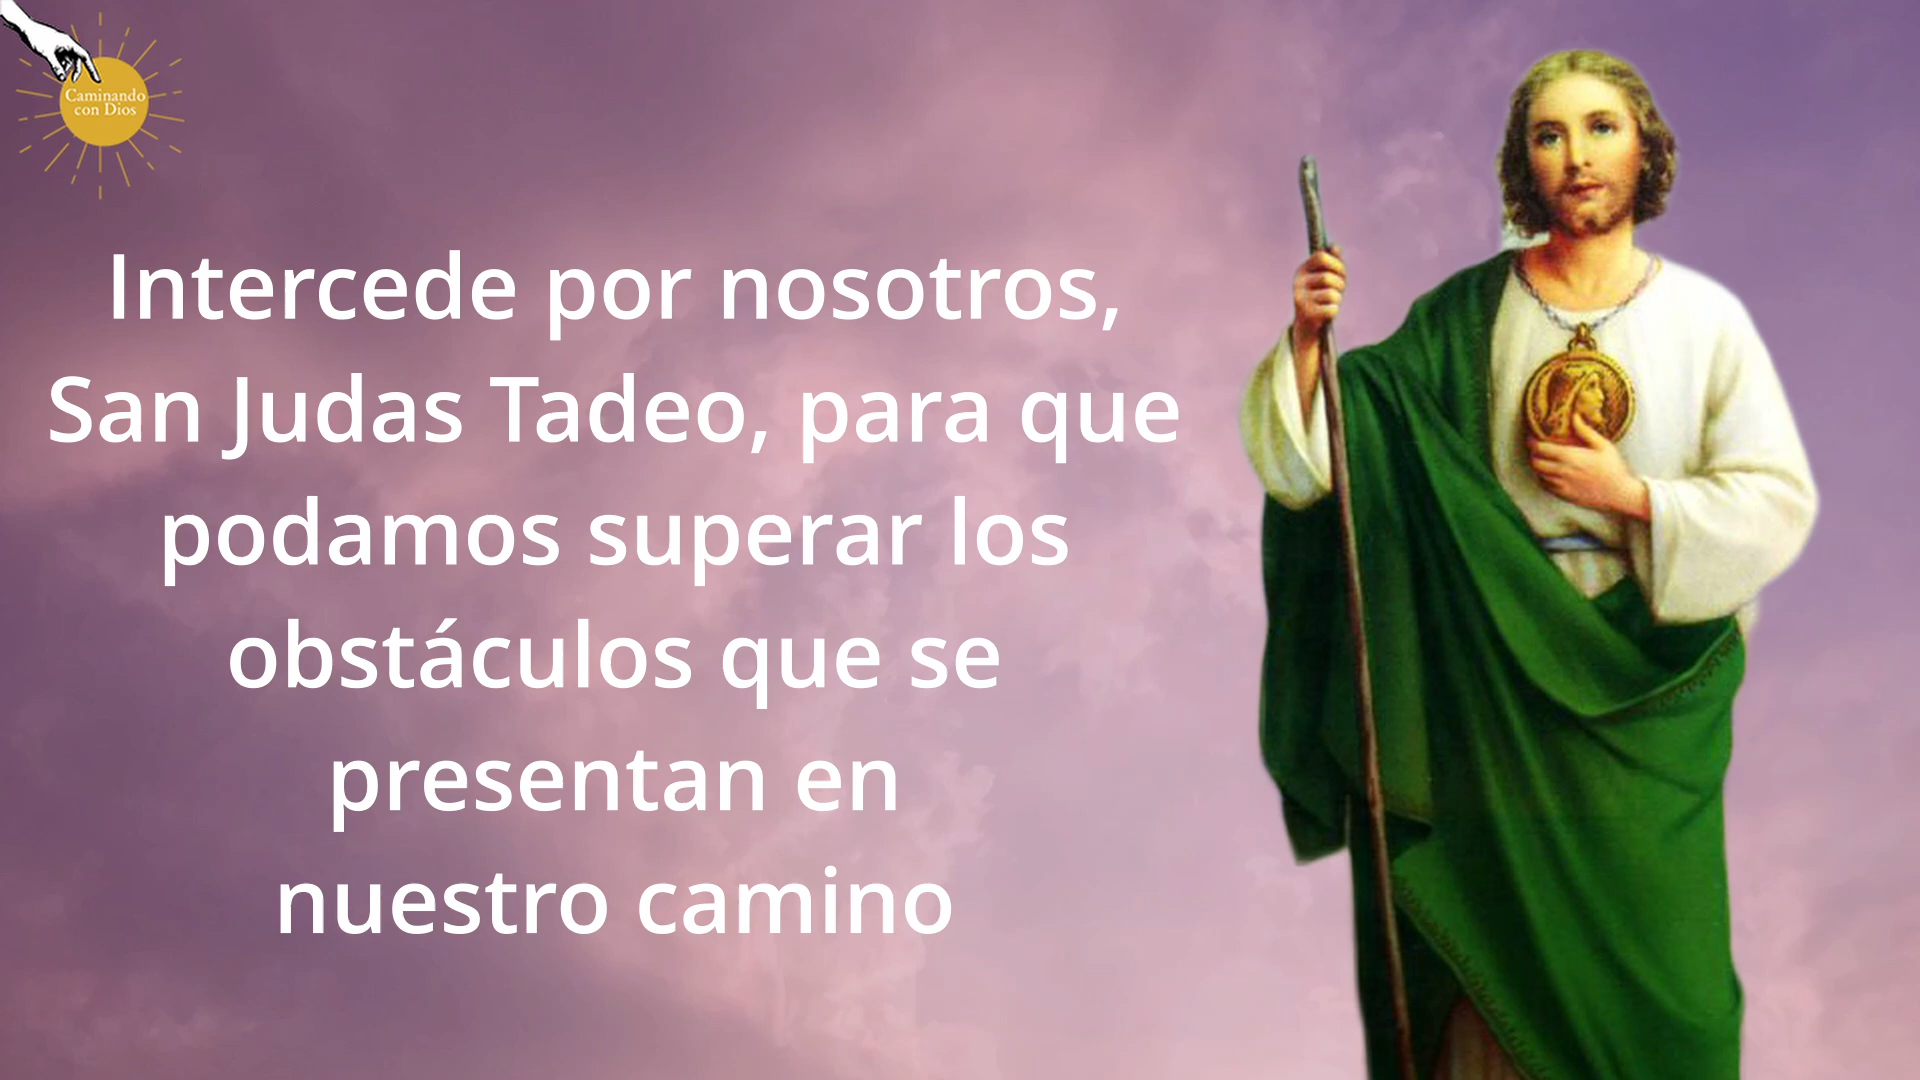 Caminando
con Dios
Intercede por nosotros,
San Judas Tadeo, para que
podamos superar los
obstáculos que se
presentan en
nuestro camino